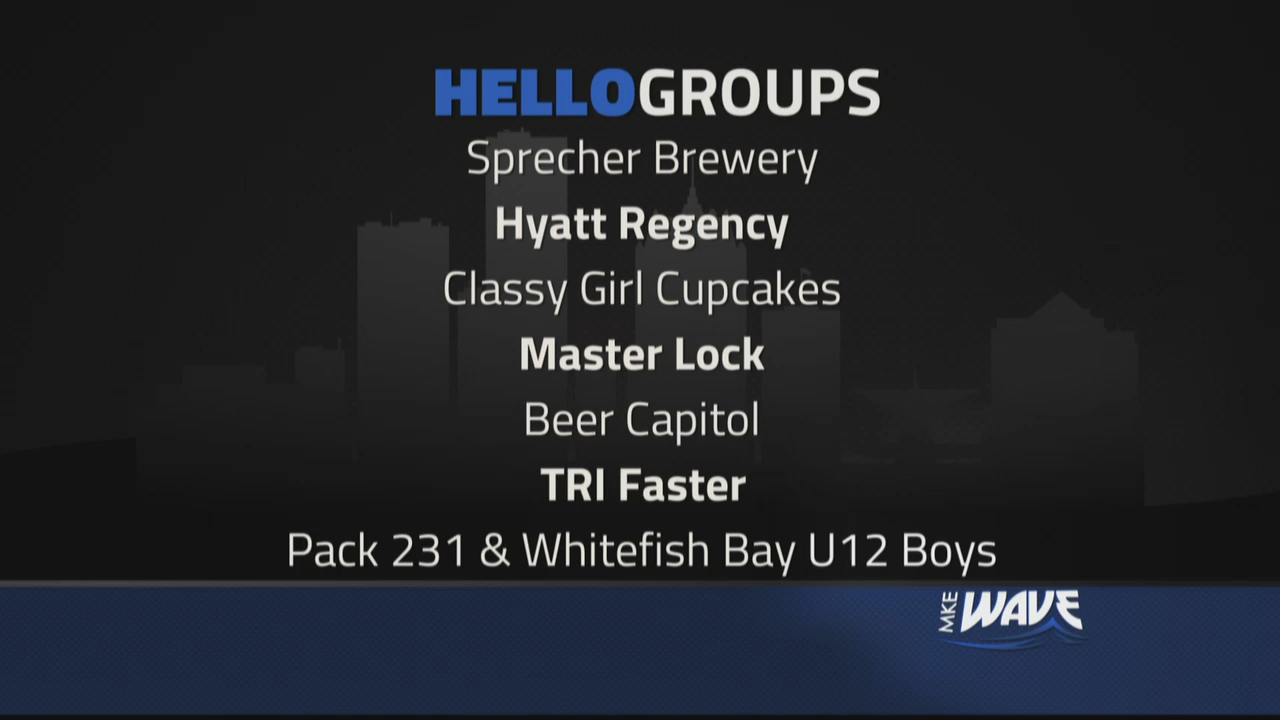 HELLOGROUPS
Sprecher Brewery
Hyatt Regency
Classy Girl Cupcakes
Master Lock
Beer Capitol
TRI Faster
Pack 231 & Whitefish Bay U12 Boys
MKE WAVE